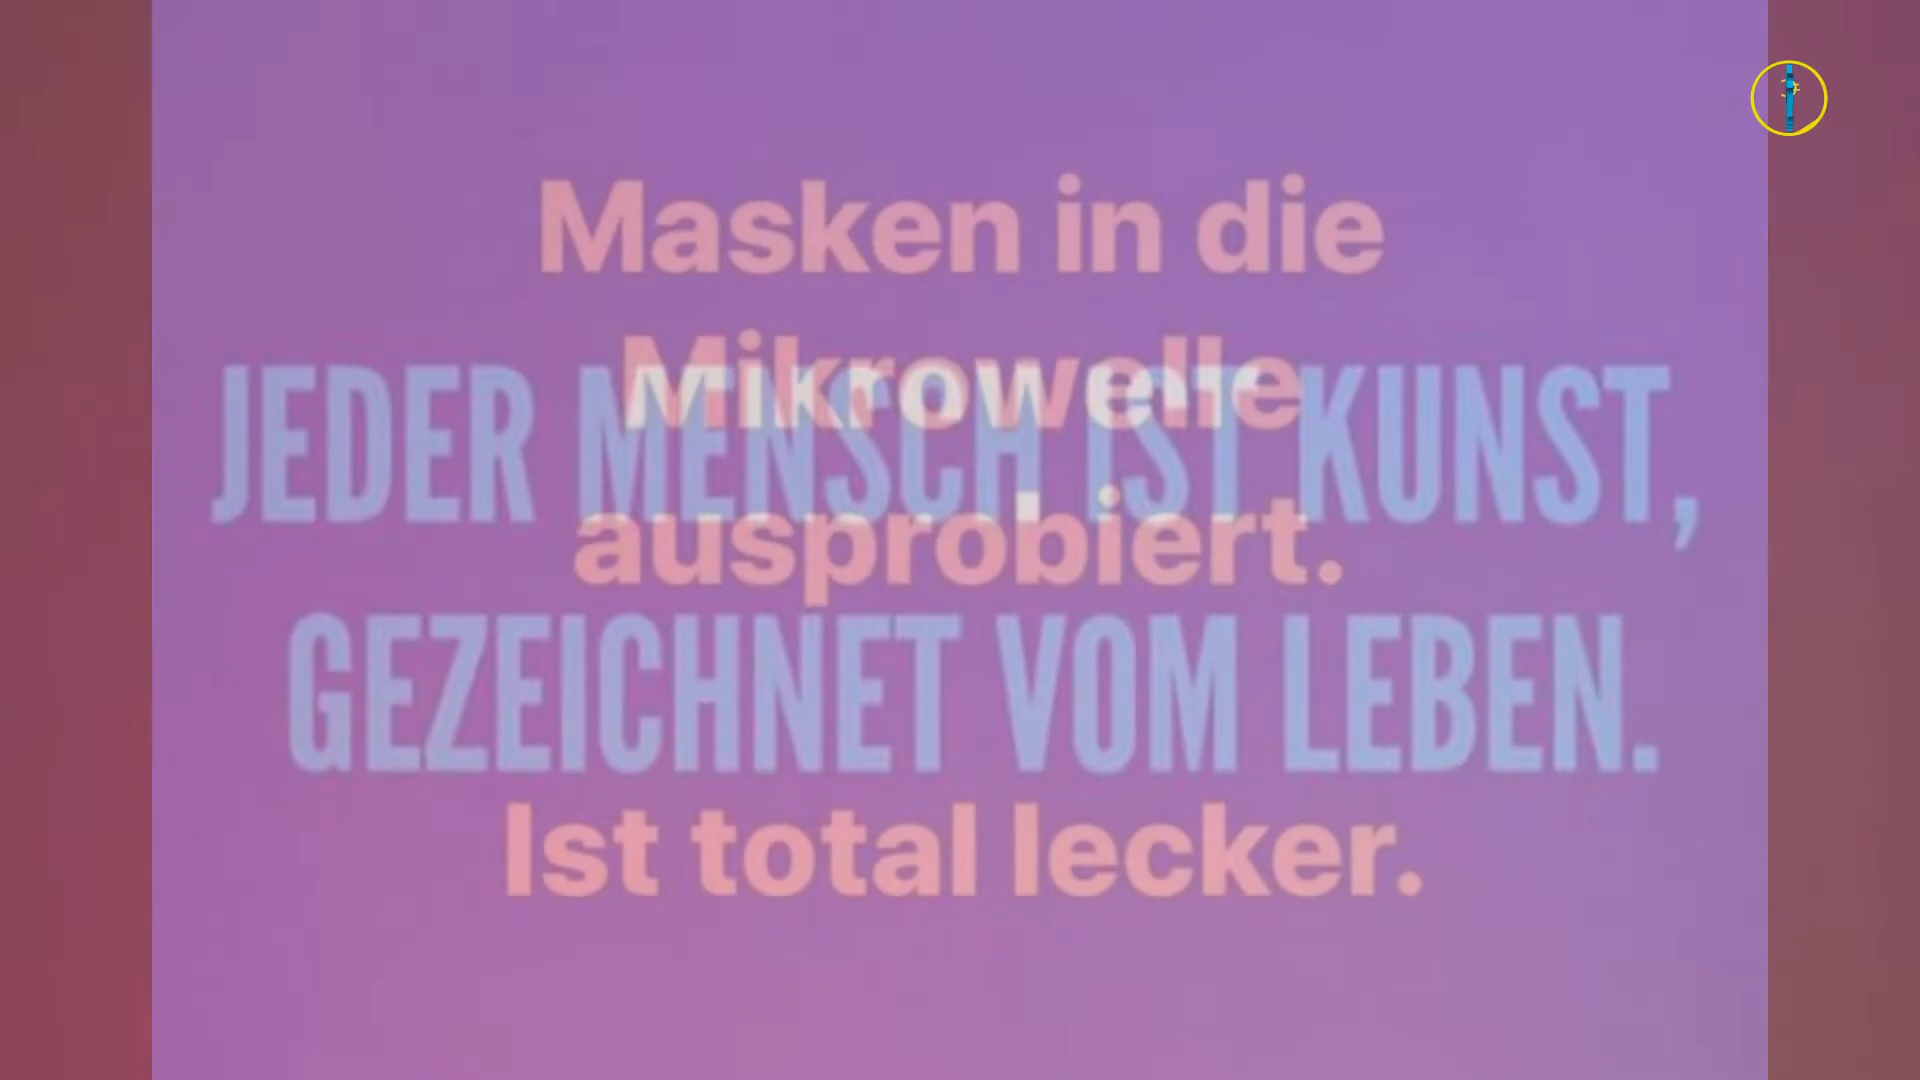 Masken in die
Mikrowelle
ausprobiert.
Ist total lecker.
JEDER MENSCH IST KUNST,
GEZEICHNET VOM LEBEN.